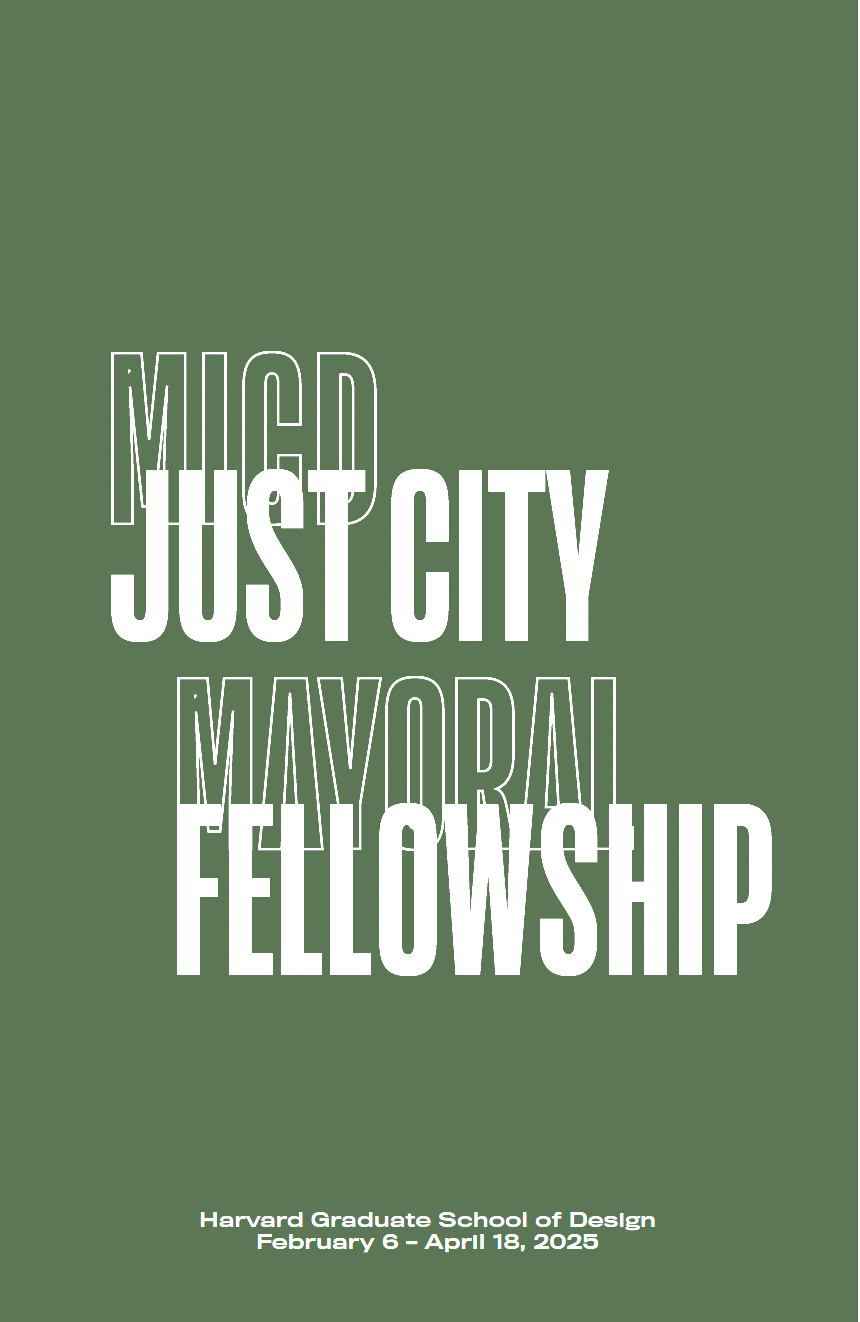 MICD
JUST CITY
MAYORAL
FELLOWSHIP
Harvard Graduate School of Design
February 6 – April 18, 2025